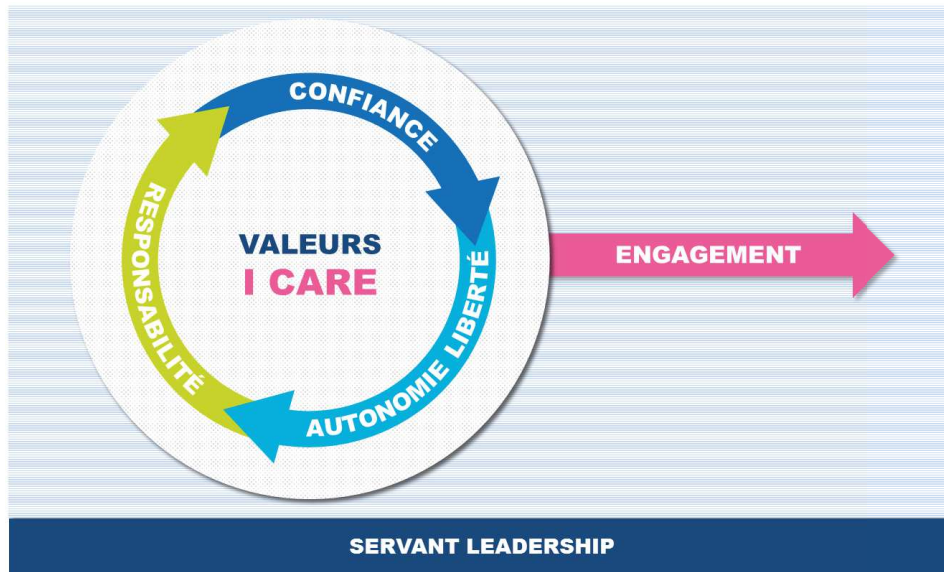 CONFIANCE
VALEURS
I CARE
RESPONSABILITÉ
AUTONOMIE LIBERTÉ
ENGAGEMENT
SERVANT LEADERSHIP